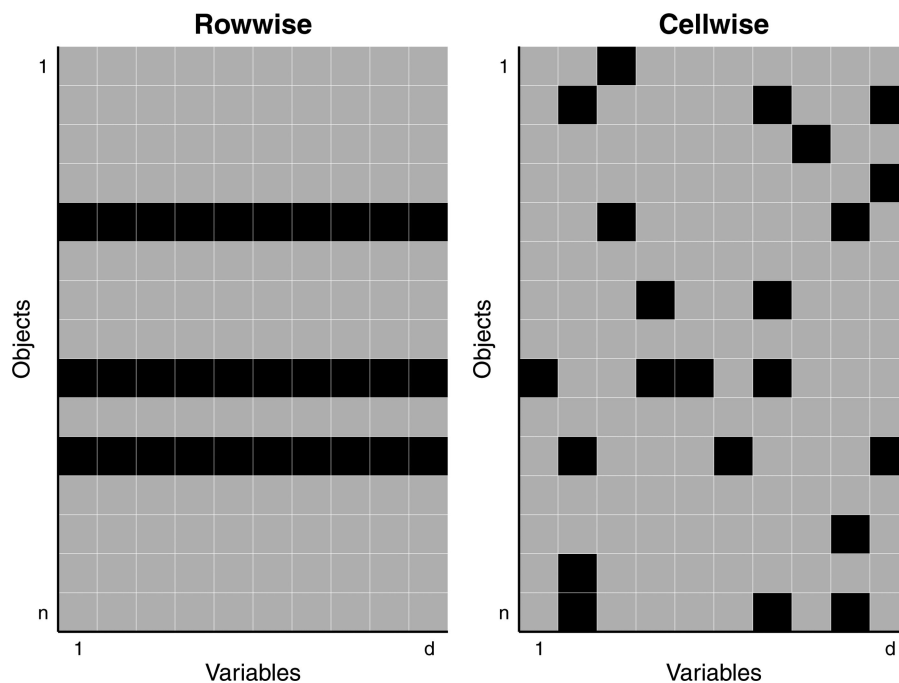 Rowwise
1
Objects
n
1 d
Variables
Cellwise
1
Objects
n
1 d
Variables